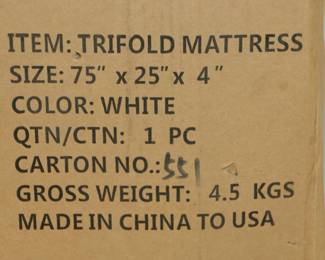 ITEM: TRIFOLD MATTRESS
SIZE: 75" x 25" x 4"
COLOR: WHITE
QTN/CTN: 1 PC
CARTON NO.: 551
GROSS WEIGHT: 4.5 KGS
MADE IN CHINA TO USA